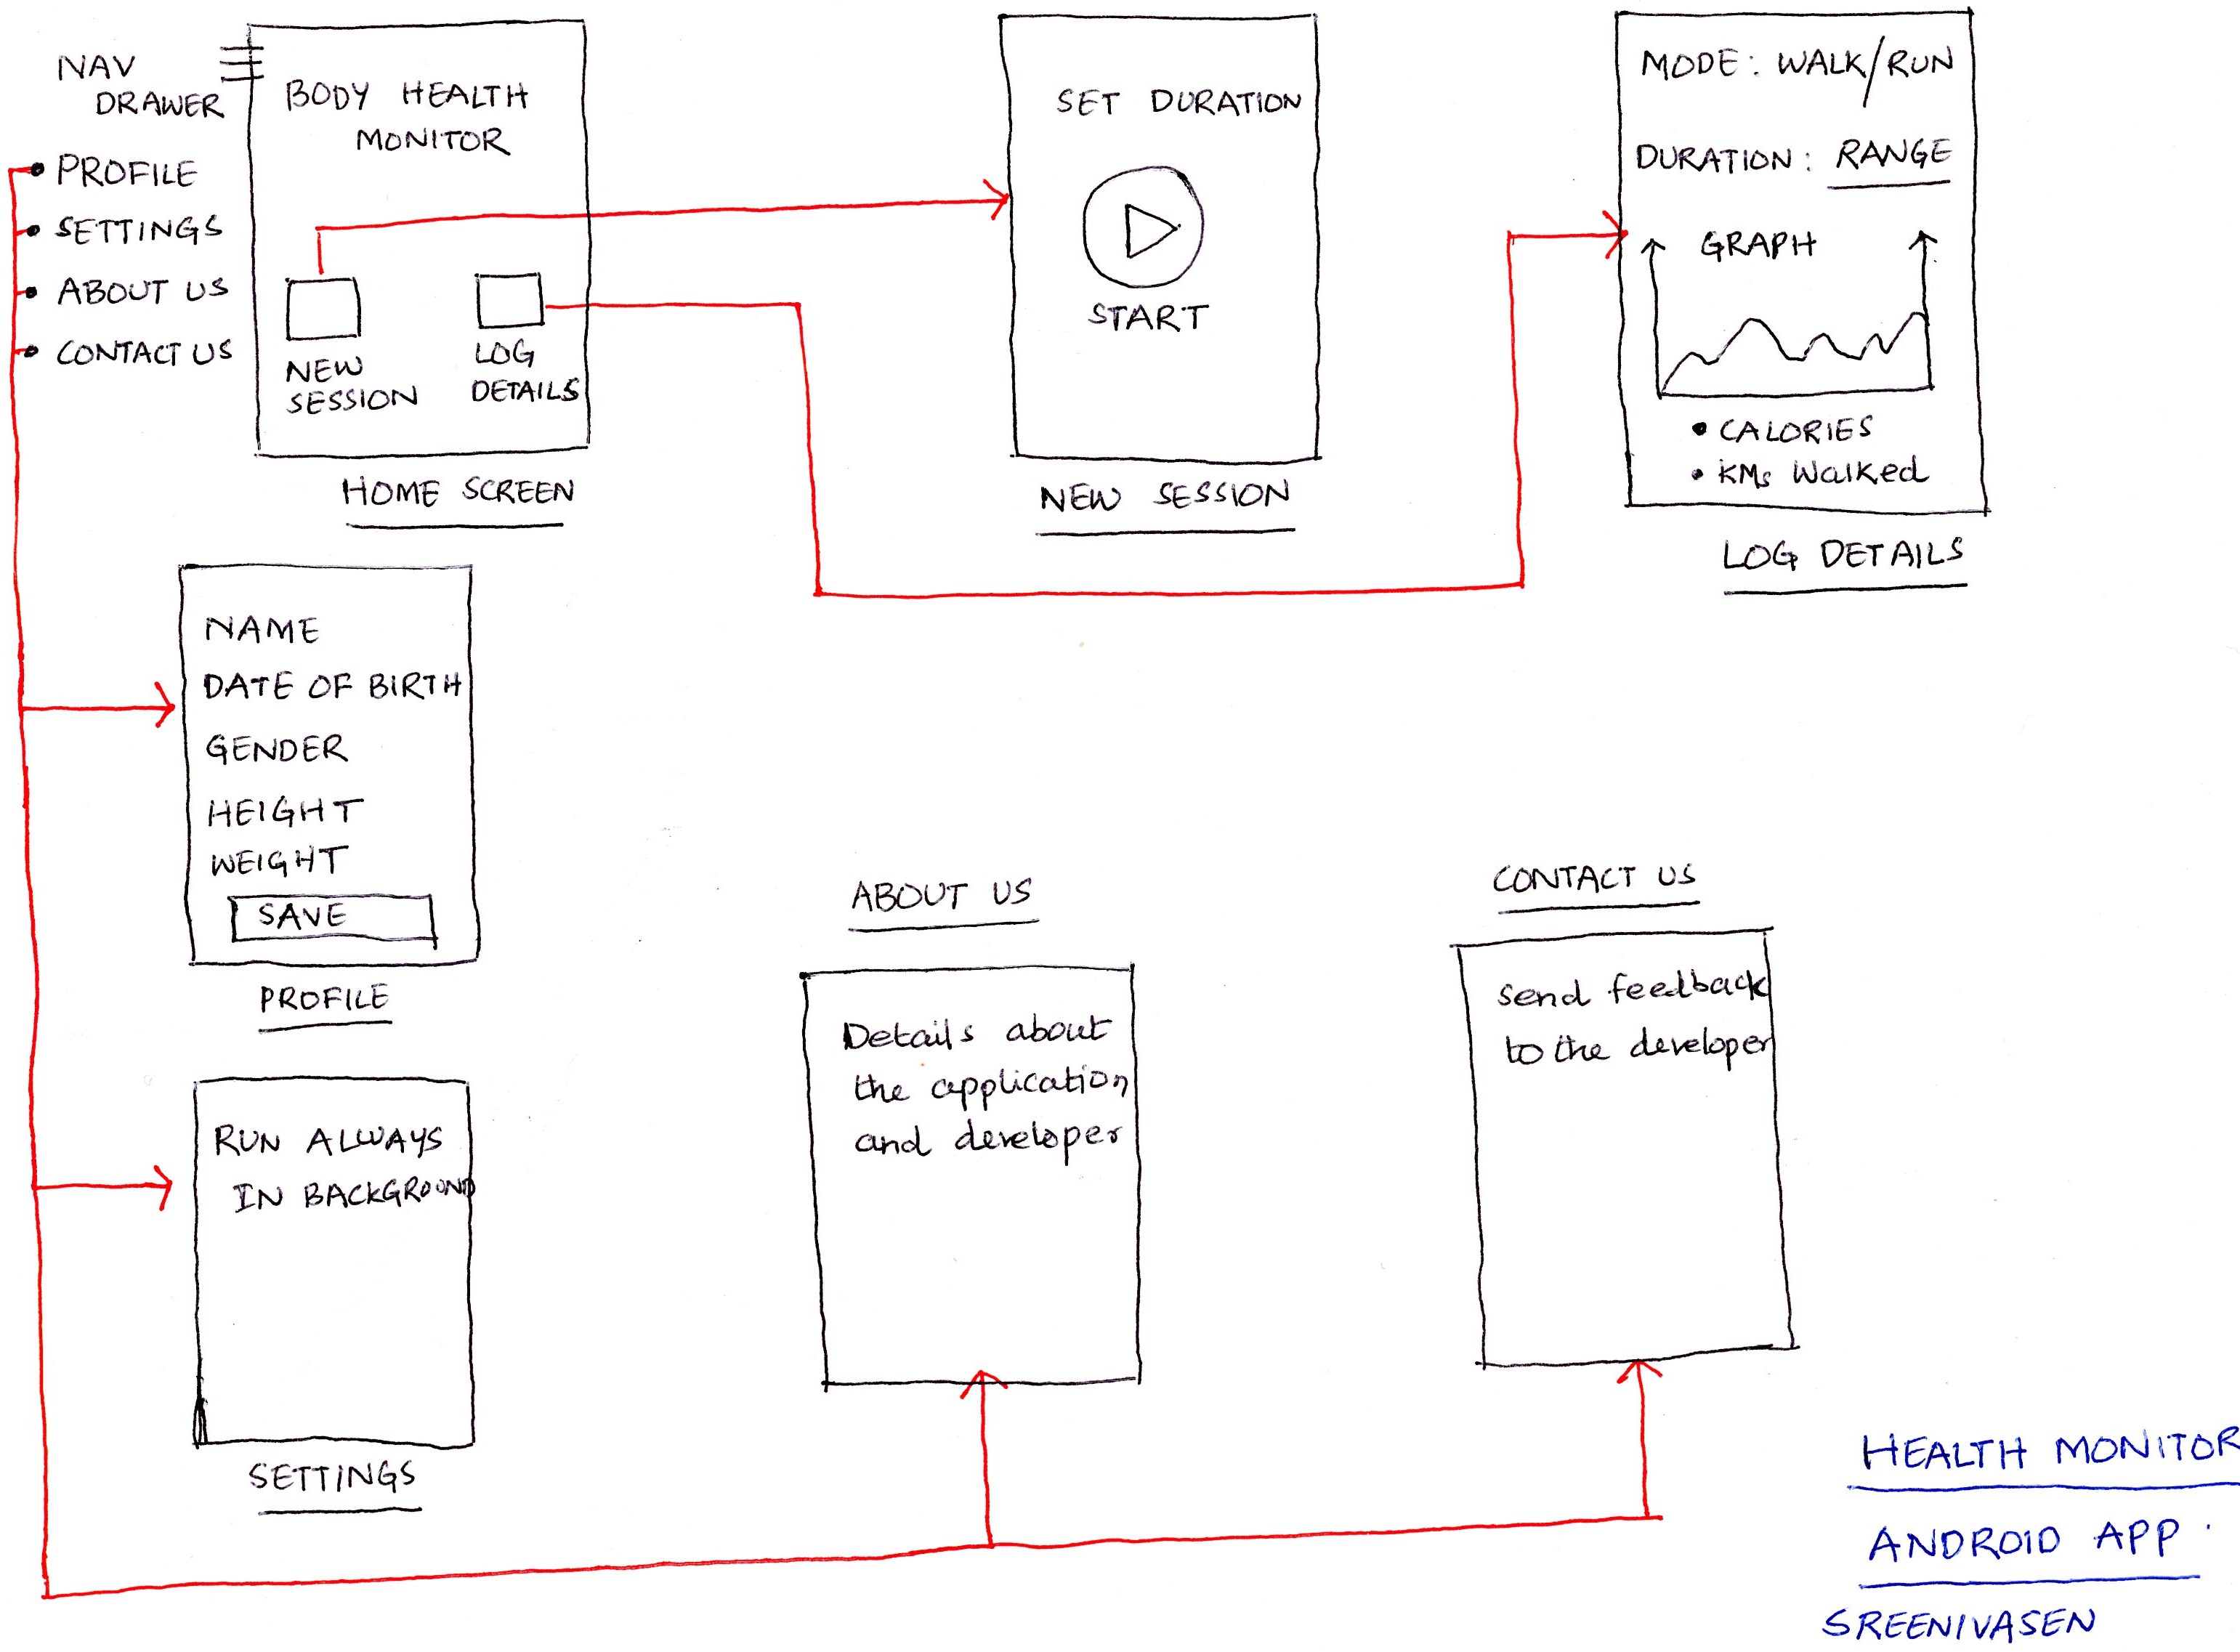 NAV
DRAWER
• PROFILE
• SETTINGS
• ABOUT US
• CONTACT US
BODY HEALTH
MONITOR
NEW
SESSION
LOG
DETAILS
HOME SCREEN
SET DURATION
START
NEW SESSION
MODE: WALK/RUN
DURATION: RANGE
GRAPH
• CALORIES
• KMs Walked
LOG DETAILS
NAME
DATE OF BIRTH
GENDER
HEIGHT
WEIGHT
SAVE
PROFILE
RUN ALWAYS
IN BACKGROUND
SETTINGS
ABOUT US
Details about
the application
and developer
CONTACT US
send feedback
to the developer
HEALTH MONITOR
ANDROID APP.
SREENIVASEN